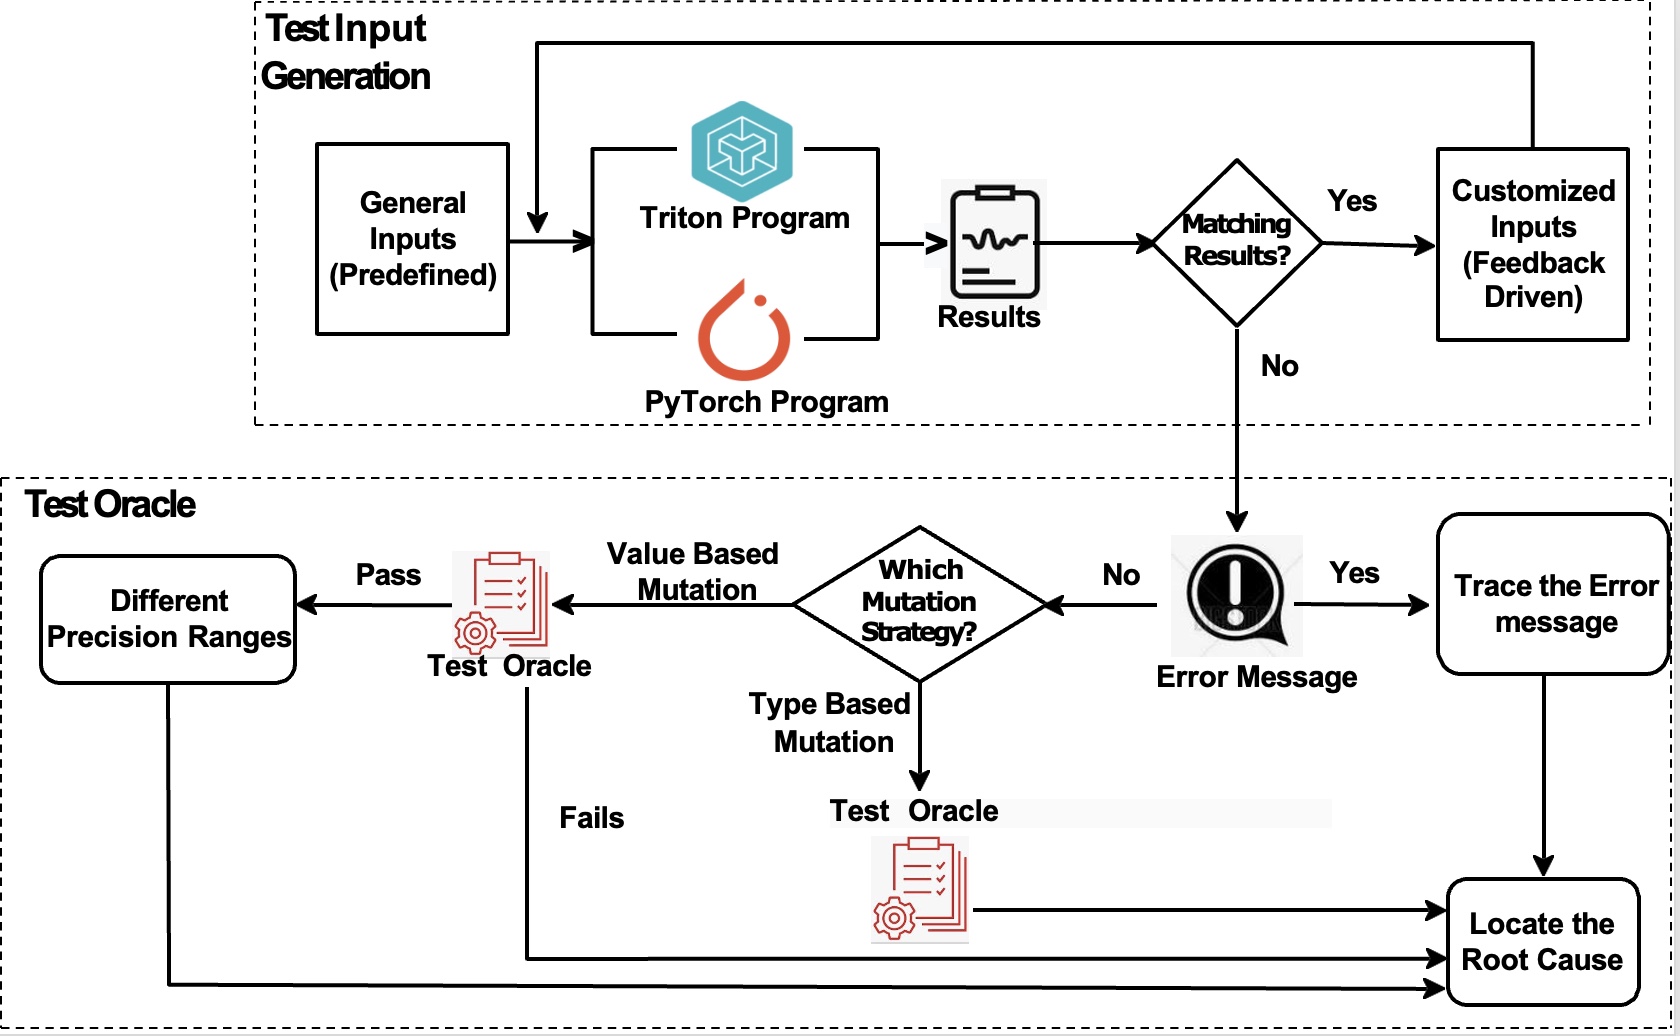 Test Input
Generation
General
Inputs
(Predefined)
Triton Program
PyTorch Program
Results
Matching
Results?
Yes
No
Customized
Inputs
(Feedback
Driven)
Test Oracle
Different
Precision Ranges
Pass
Test Oracle
Value Based
Mutation
Which
Mutation
Strategy?
No
Error Message
Yes
Trace the Error
message
Type Based
Mutation
Fails
Test Oracle
Locate the
Root Cause